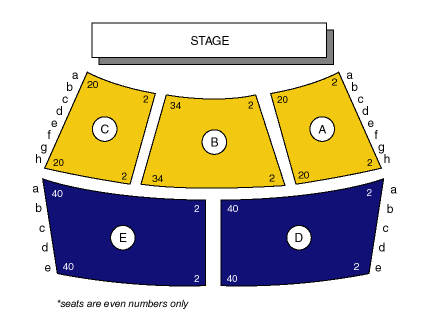 STAGE
a a
b b
c c
d d
e e
f f
g g
h h
20 2
34 2
20 2
C
B
A
20 2
34 2
20 2
a a
b b
c c
d d
e e
40 2
40 2
E
D
40 2
40 2
*seats are even numbers only